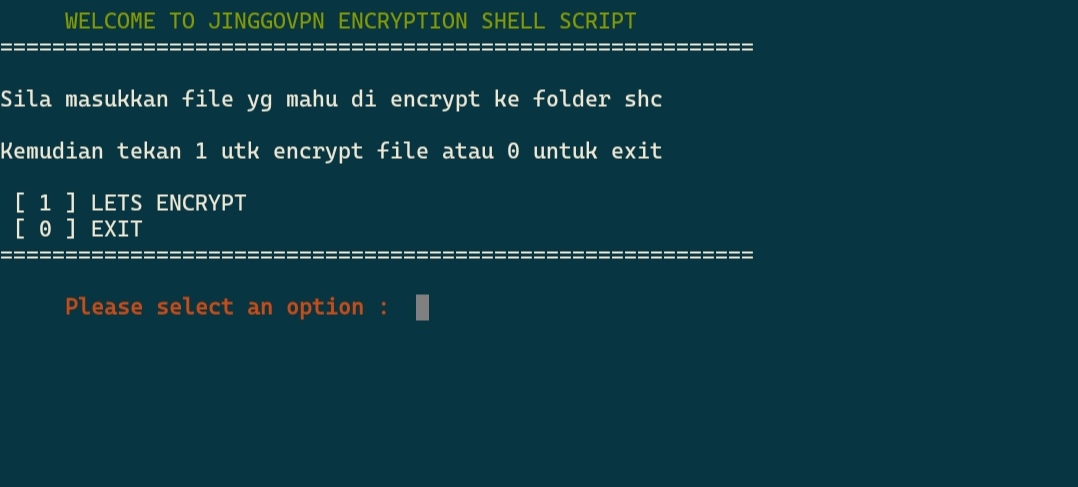 WELCOME TO JINGGOVPN ENCRYPTION SHELL SCRIPT
==========================================================
Sila masukkan file yg mahu di encrypt ke folder shc
Kemudian tekan 1 utk encrypt file atau 0 untuk exit
[ 1 ] LETS ENCRYPT
[ 0 ] EXIT
==========================================================
Please select an option :